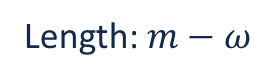 Length: 𝑚 − 𝜔